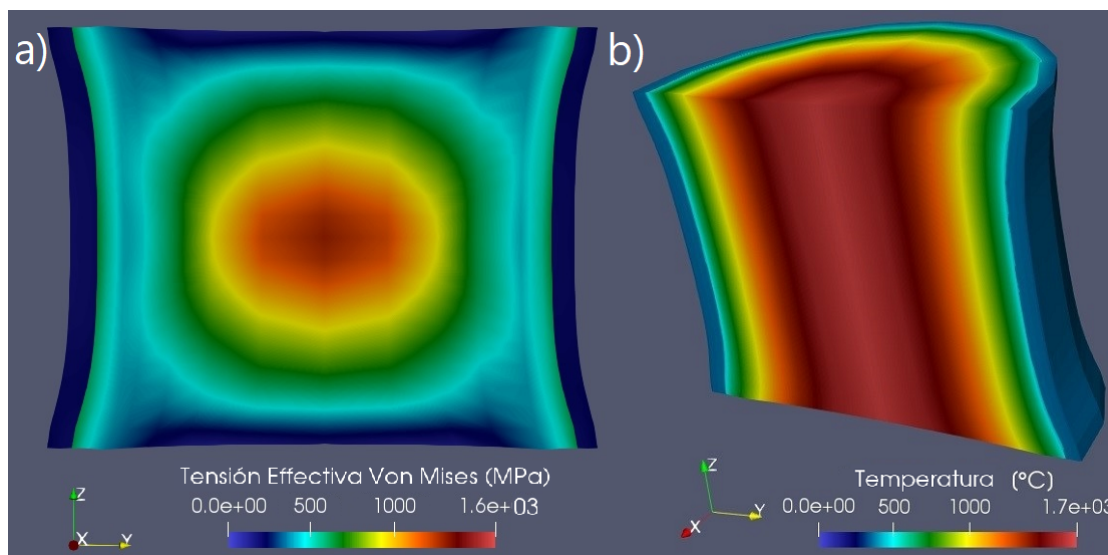 a)
b)
Tensión Effectiva Von Mises (MPa)
0.0e+00 500 1000 1.6e+03
Z
X Y
Temperatura (°C)
0.0e+00 500 1000 1.7e+03
Z
X Y